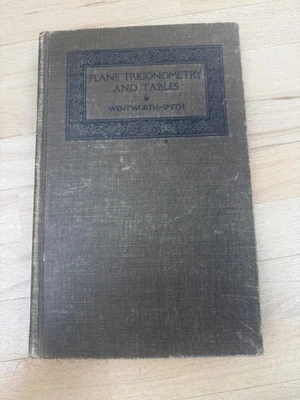 PLANE TRIGONOMETRY
AND TABLES
WENTWORTH-SMITH